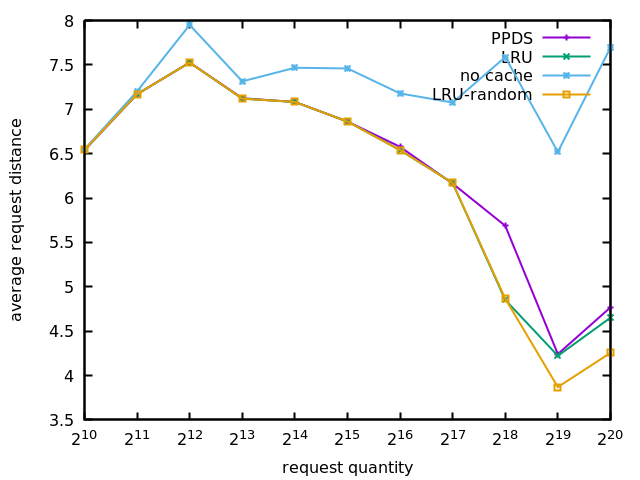 8
7.5
7
6.5
6
5.5
5
4.5
4
3.5
average request distance
PPDS
LRU
no cache
LRU-random
2^10 2^11 2^12 2^13 2^14 2^15 2^16 2^17 2^18 2^19 2^20
request quantity